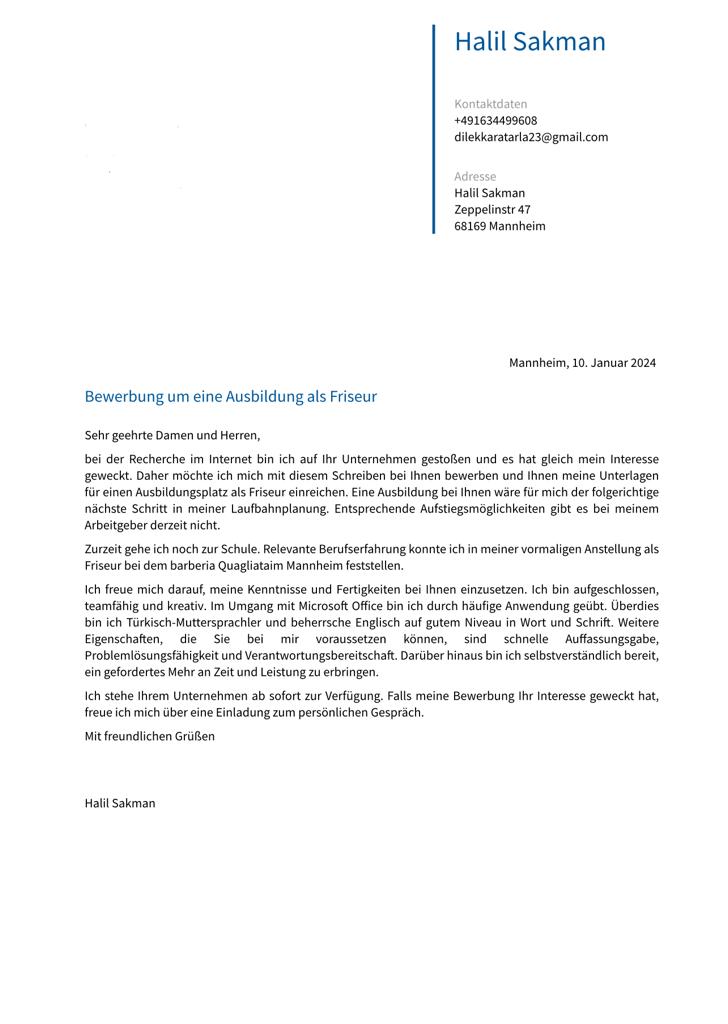 Halil Sakman
Kontaktdaten
+491634499608
dilekkaratarla23@gmail.com
Adresse
Halil Sakman
Zeppelinstr 47
68169 Mannheim
Mannheim, 10. Januar 2024
Bewerbung um eine Ausbildung als Friseur
Sehr geehrte Damen und Herren,
bei der Recherche im Internet bin ich auf Ihr Unternehmen gestoßen und es hat gleich mein Interesse
geweckt. Daher möchte ich mich mit diesem Schreiben bei Ihnen bewerben und Ihnen meine Unterlagen
für einen Ausbildungsplatz als Friseur einreichen. Eine Ausbildung bei Ihnen wäre für mich der folgerichtige
nächste Schritt in meiner Laufbahnplanung. Entsprechende Aufstiegsmöglichkeiten gibt es bei meinem
Arbeitgeber derzeit nicht.
Zurzeit gehe ich noch zur Schule. Relevante Berufserfahrung konnte ich in meiner vormaligen Anstellung als
Friseur bei dem barberia Quagliataim Mannheim feststellen.
Ich freue mich darauf, meine Kenntnisse und Fertigkeiten bei Ihnen einzusetzen. Ich bin aufgeschlossen,
teamfähig und kreativ. Im Umgang mit Microsoft Office bin ich durch häufige Anwendung geübt. Überdies
bin ich Türkisch-Muttersprachler und beherrsche Englisch auf gutem Niveau in Wort und Schrift. Weitere
Eigenschaften, die Sie bei mir voraussetzen können, sind schnelle Auffassungsgabe,
Problemlösungsfähigkeit und Verantwortungsbereitschaft. Darüber hinaus bin ich selbstverständlich bereit,
ein gefordertes Mehr an Zeit und Leistung zu erbringen.
Ich stehe Ihrem Unternehmen ab sofort zur Verfügung. Falls meine Bewerbung Ihr Interesse geweckt hat,
freue ich mich über eine Einladung zum persönlichen Gespräch.
Mit freundlichen Grüßen
Halil Sakman